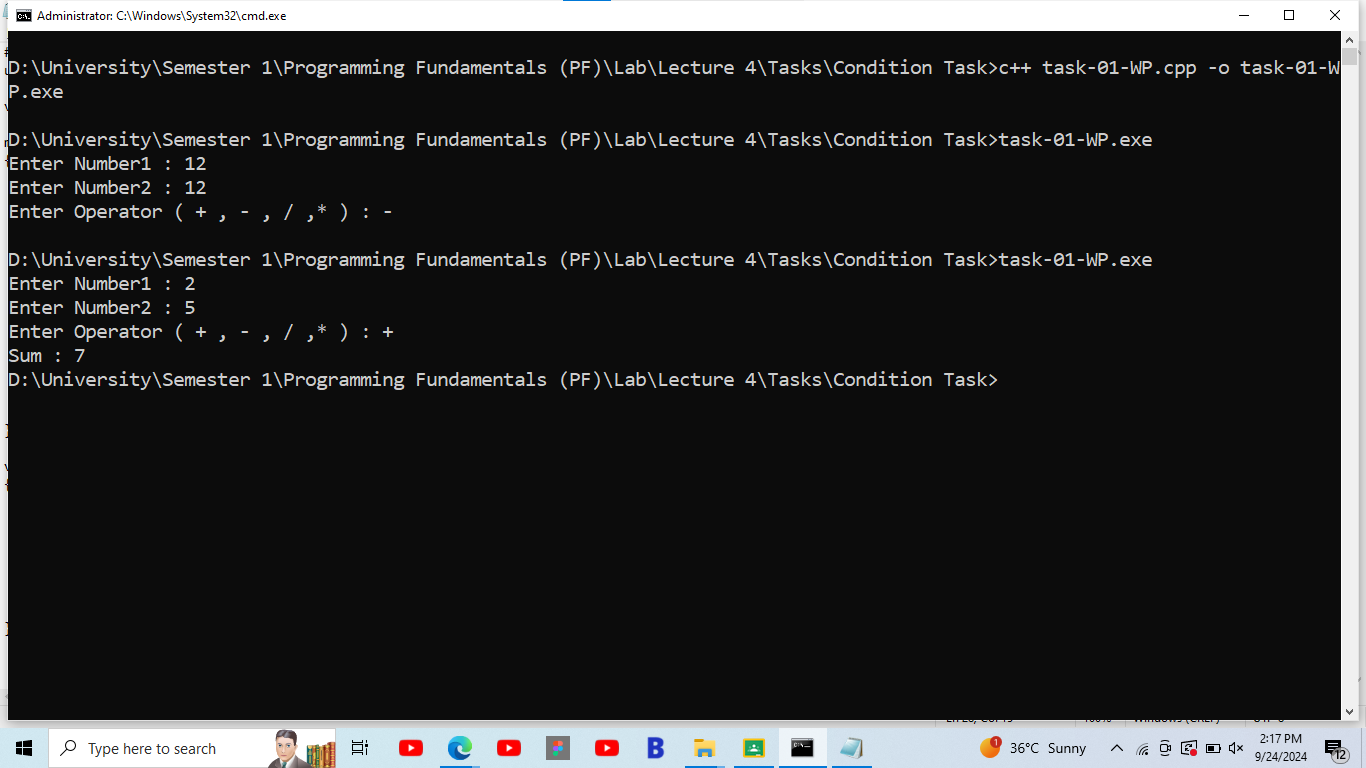 Administrator: C:\Windows\System32\cmd.exe
D:\University\Semester 1\Programming Fundamentals (PF)\Lab\Lecture 4\Tasks\Condition Task>c++ task-01-WP.cpp -o task-01-W
P.exe
D:\University\Semester 1\Programming Fundamentals (PF)\Lab\Lecture 4\Tasks\Condition Task>task-01-WP.exe
Enter Number1 : 12
Enter Number2 : 12
Enter Operator ( + , - , / ,* ) : -
D:\University\Semester 1\Programming Fundamentals (PF)\Lab\Lecture 4\Tasks\Condition Task>task-01-WP.exe
Enter Number1 : 2
Enter Number2 : 5
Enter Operator ( + , - , / ,* ) : +
Sum : 7
D:\University\Semester 1\Programming Fundamentals (PF)\Lab\Lecture 4\Tasks\Condition Task>
Type here to search
B
36°C Sunny
2:17 PM
9/24/2024
1
12